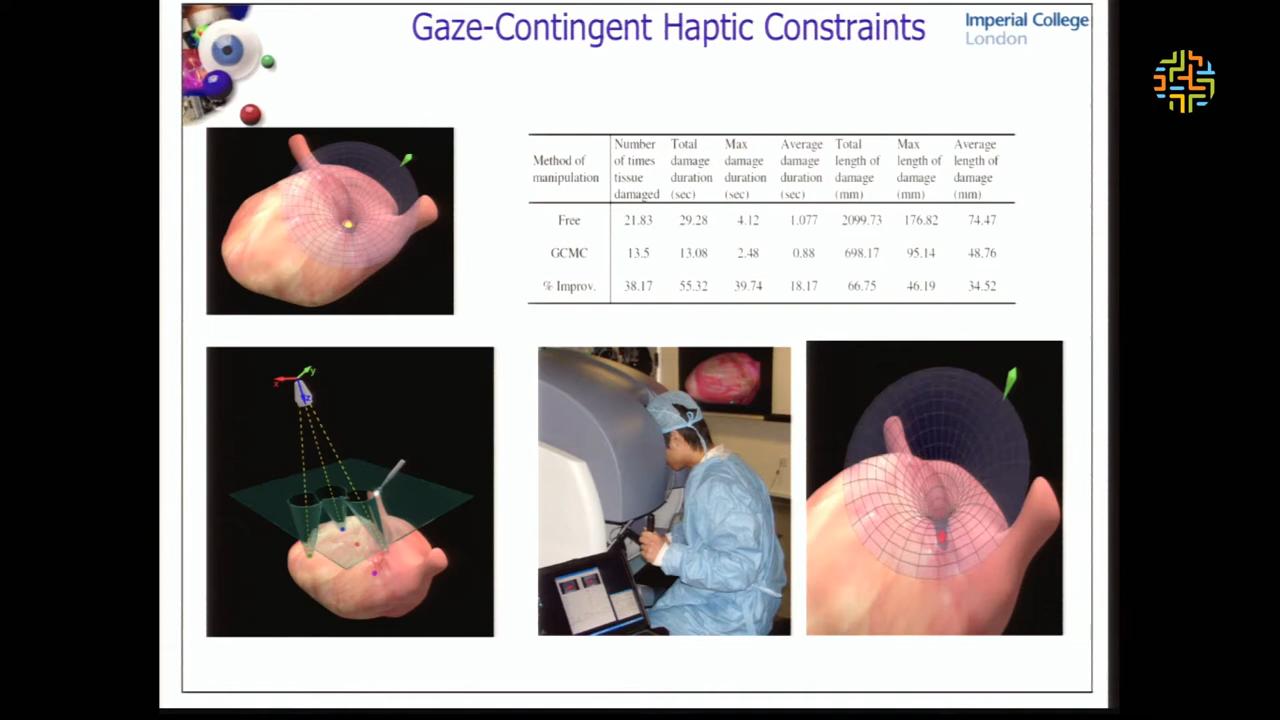 Gaze-Contingent Haptic Constraints
Imperial College
London
Method of manipulation | Number of times tissue damaged | Total damage duration (sec) | Max damage duration (sec) | Average damage duration (sec) | Total length of damage (mm) | Max length of damage (mm) | Average length of damage (mm)
Free 21.83 29.28 4.12 1.077 2099.73 176.82 74.47
GCMC 13.5 13.08 2.48 0.88 698.17 95.14 48.76
% Improv. 38.17 55.32 39.74 18.17 66.75 46.19 34.52
y
x
z